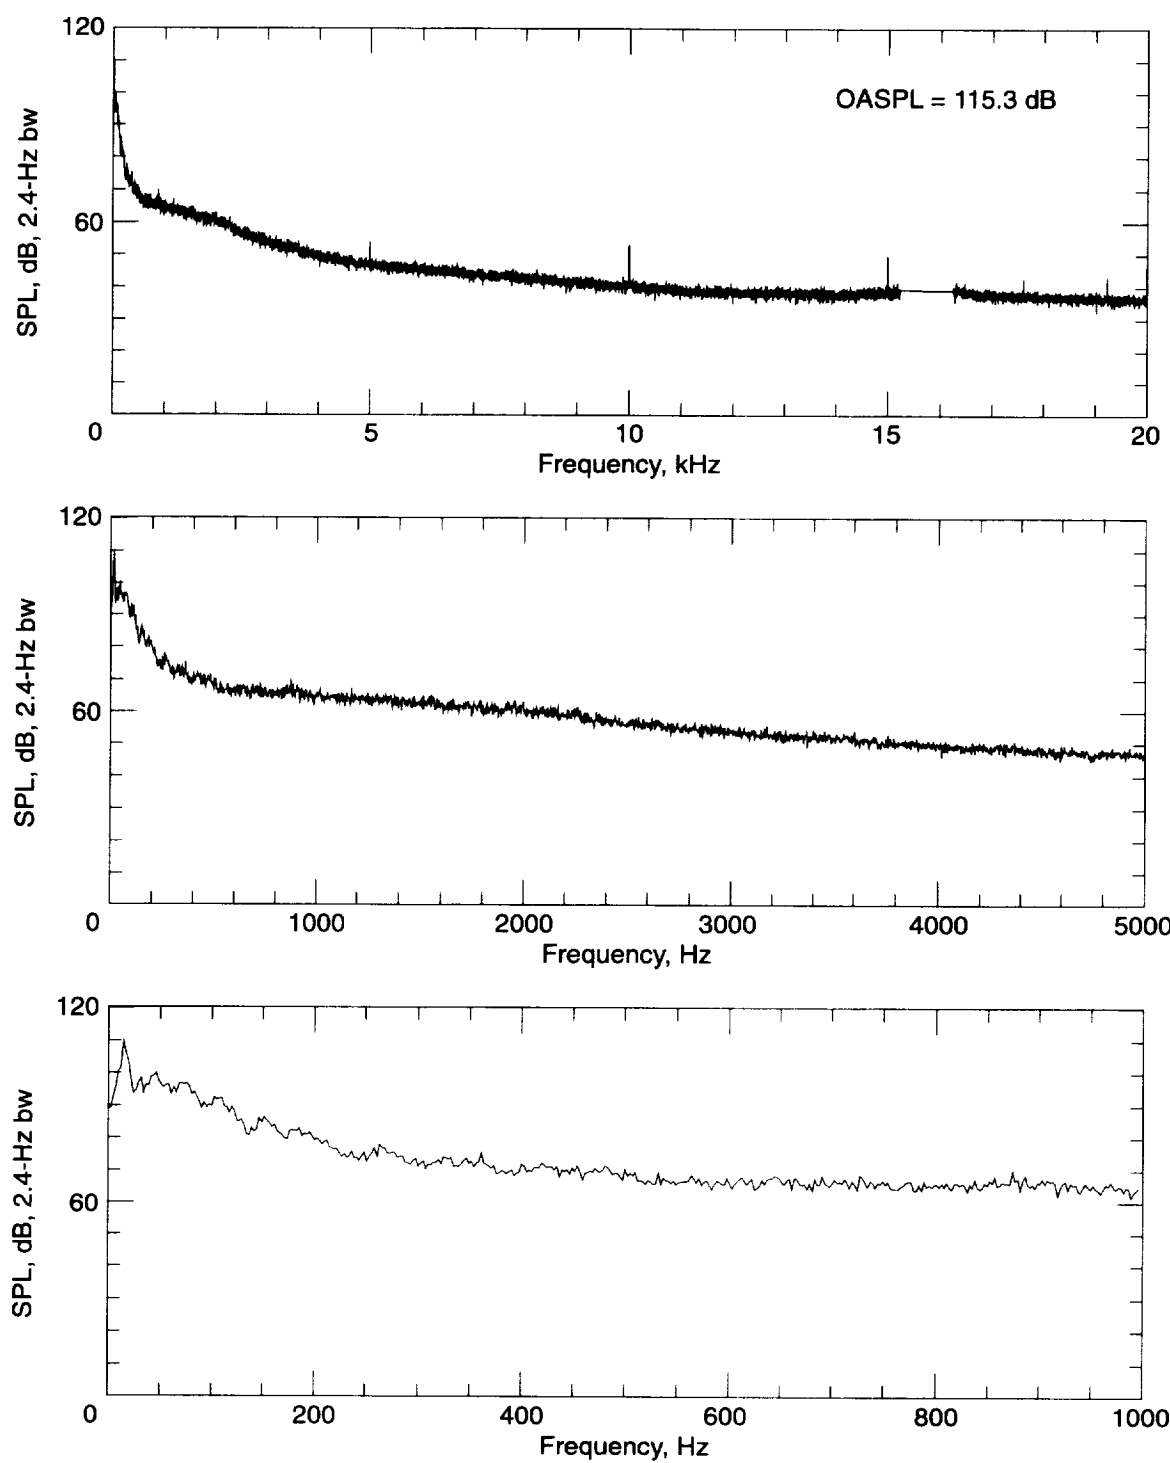 120
OASPL = 115.3 dB
60
SPL, dB, 2.4-Hz bw
0 5 10 15 20
Frequency, kHz
120
60
SPL, dB, 2.4-Hz bw
0 1000 2000 3000 4000 5000
Frequency, Hz
120
60
SPL, dB, 2.4-Hz bw
0 200 400 600 800 1000
Frequency, Hz